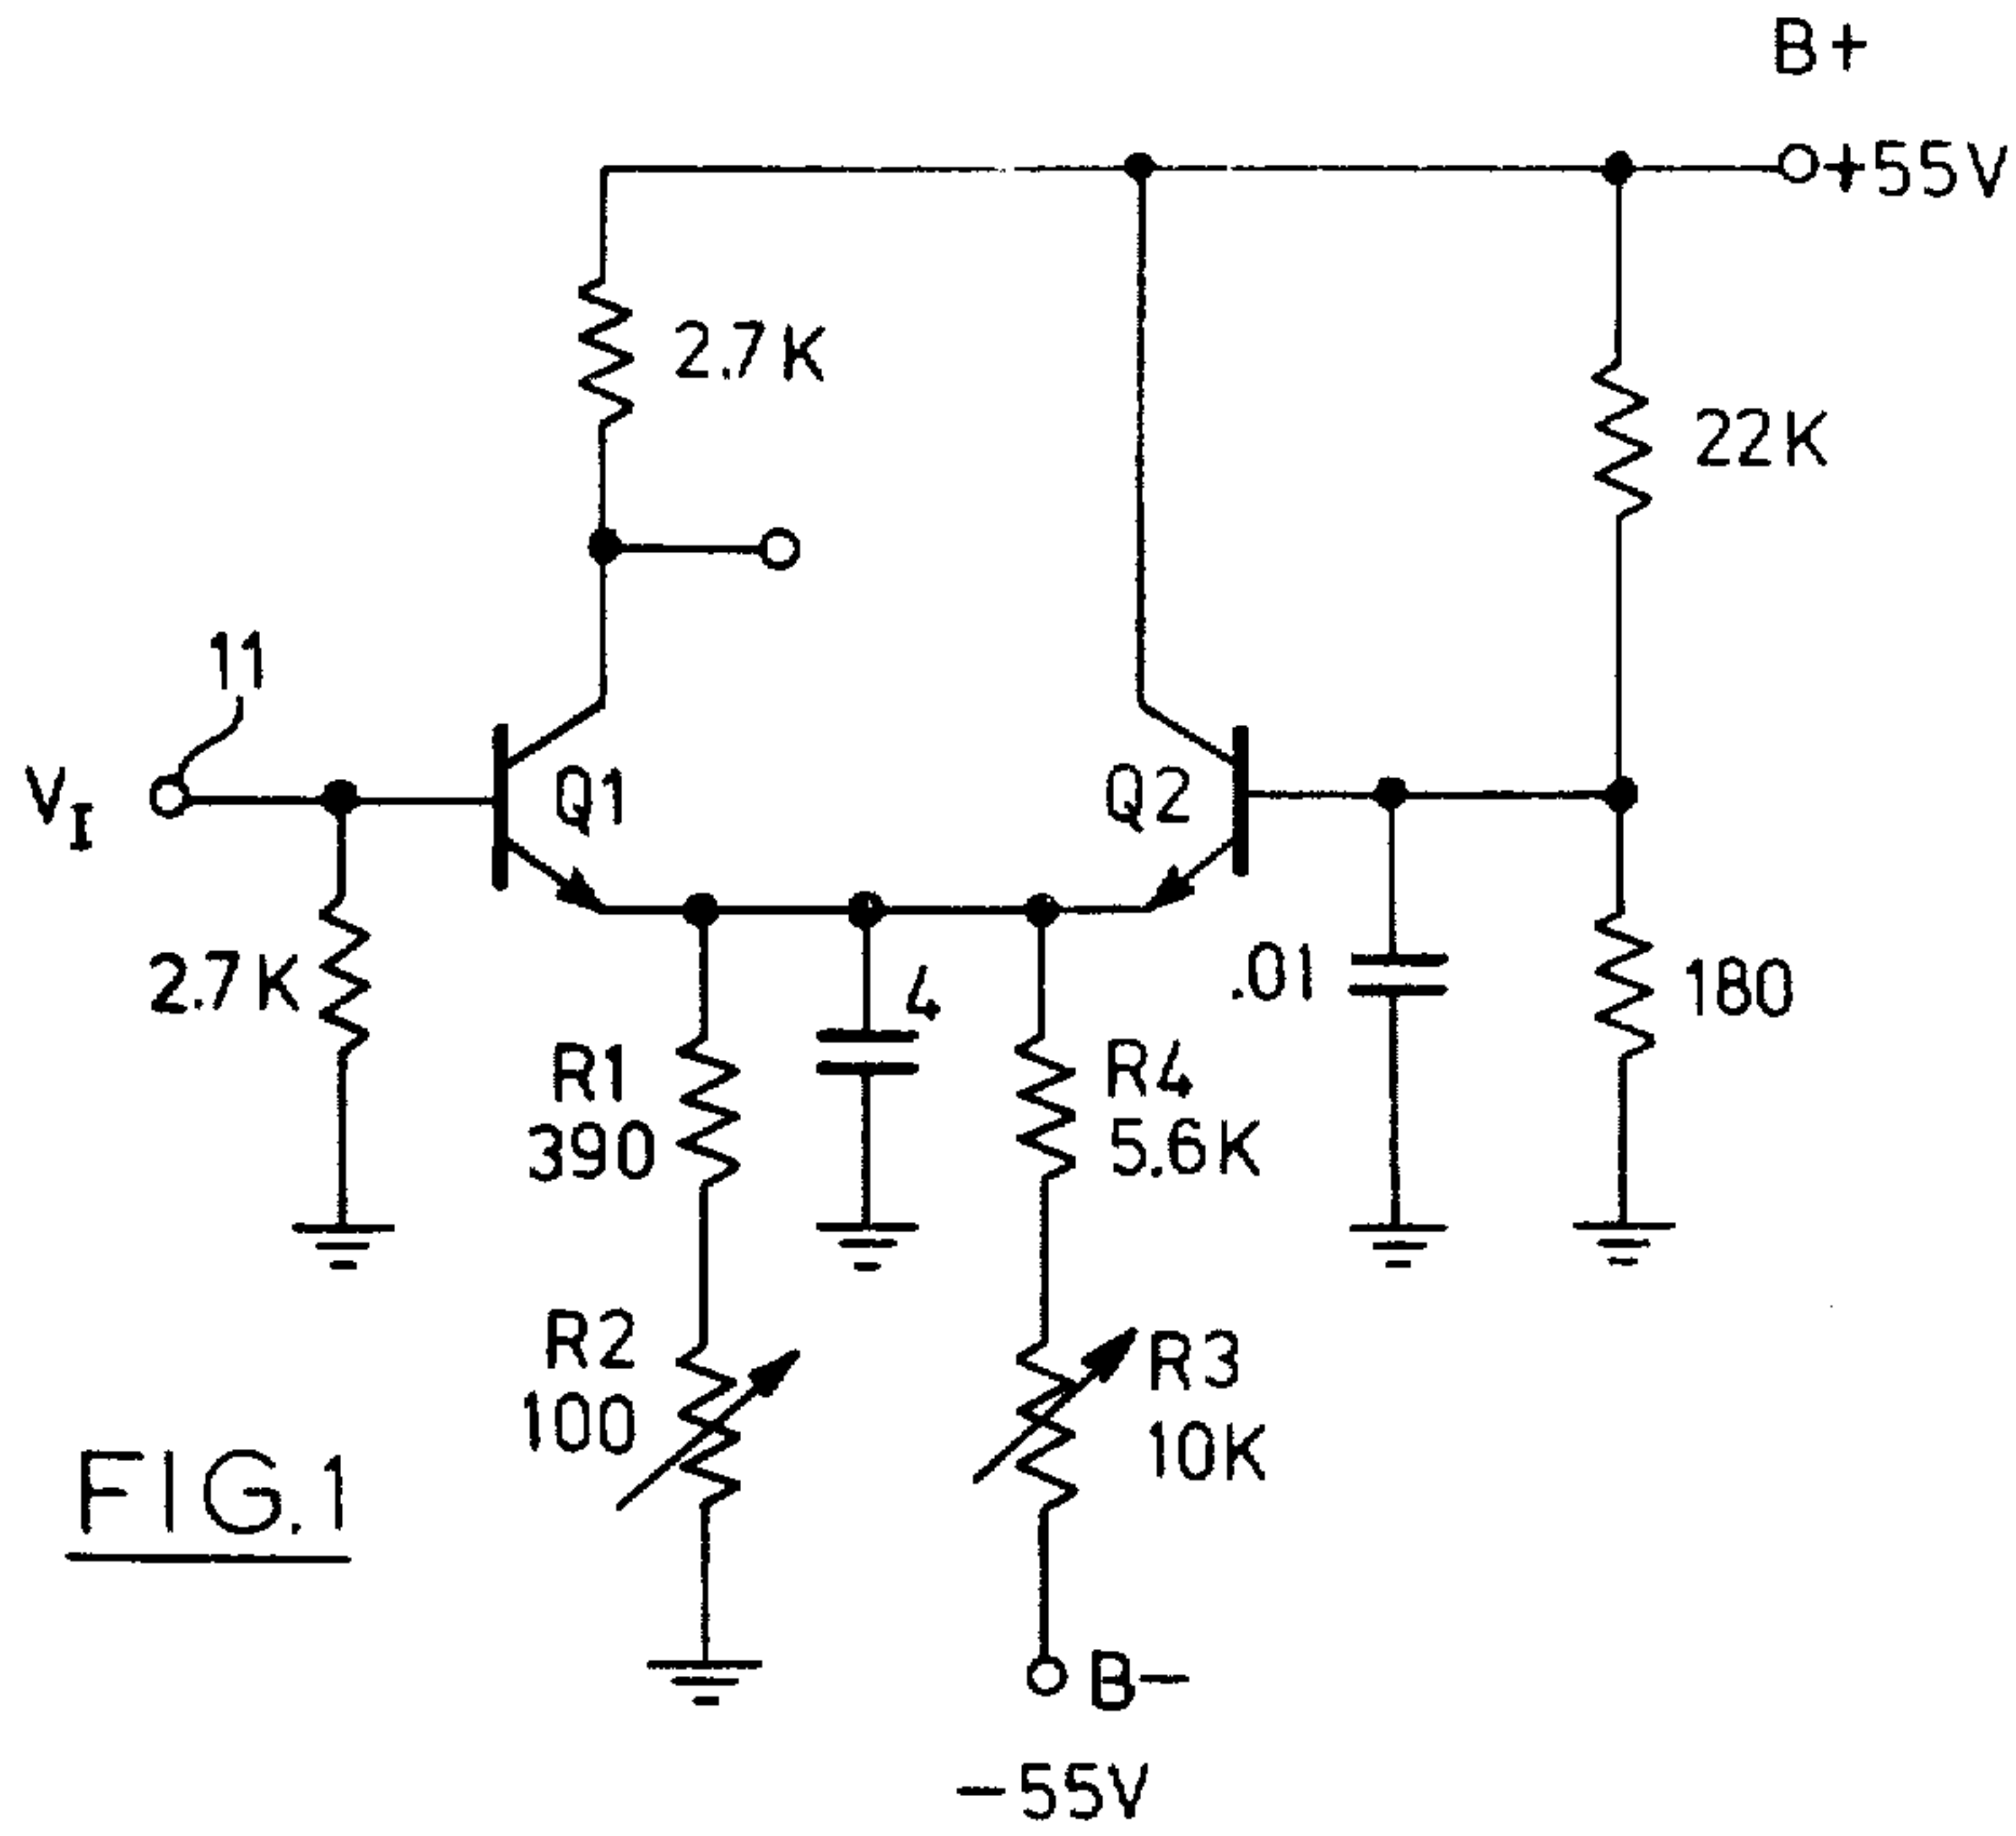 B+
+55V
2.7K
22K
11
VI
Q1
Q2
2.7K
4
.01
180
R1
390
R4
5.6K
R2
100
R3
10K
FIG.1
B-
-55V